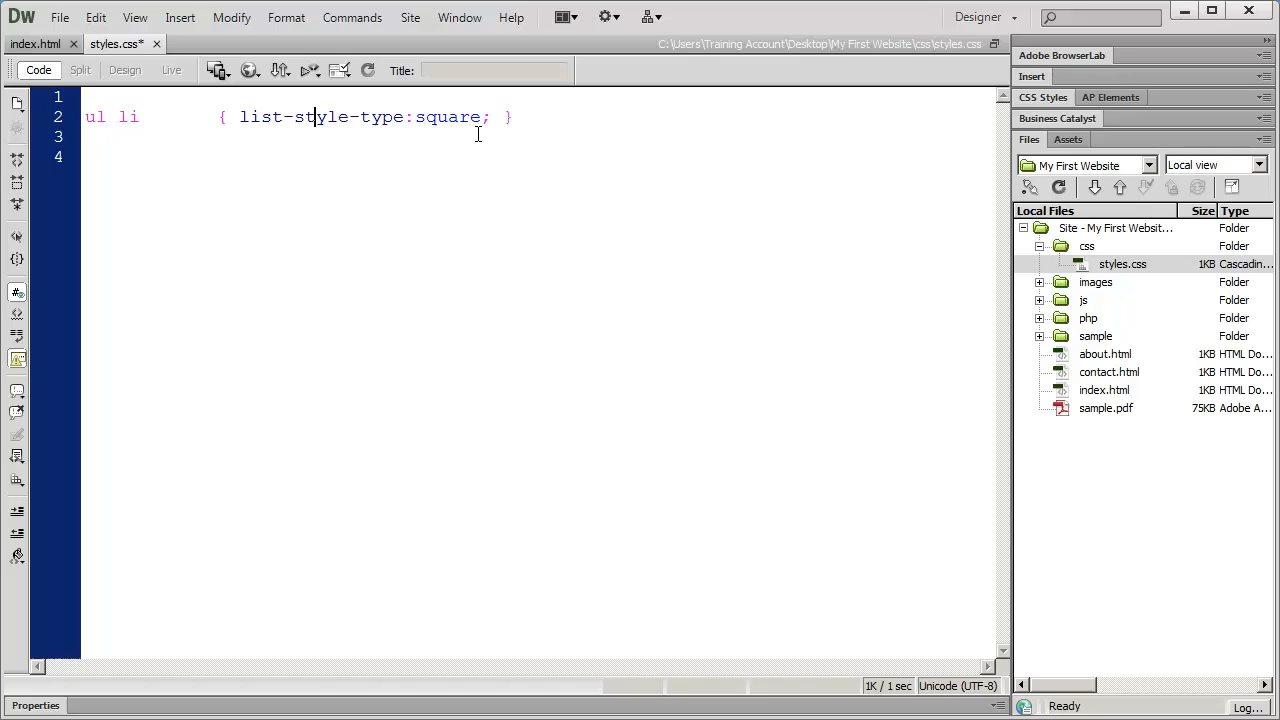 Dw File Edit View Insert Modify Format Commands Site Window Help Designer
index.html styles.css* C:\Users\Training Account\Desktop\My First Website\css\styles.css
Code Split Design Live Title:
1
2 ul li { list-style-type:square; }
3
4
Adobe BrowserLab
Insert
CSS Styles AP Elements
Business Catalyst
Files Assets
My First Website Local view
Local Files Size Type
Site - My First Websit... Folder
css Folder
styles.css 1KB Cascadin...
images Folder
js Folder
php Folder
sample Folder
about.html 1KB HTML Do...
contact.html 1KB HTML Do...
index.html 1KB HTML Do...
sample.pdf 75KB Adobe A...
1K / 1 sec Unicode (UTF-8)
Ready Log...
Properties